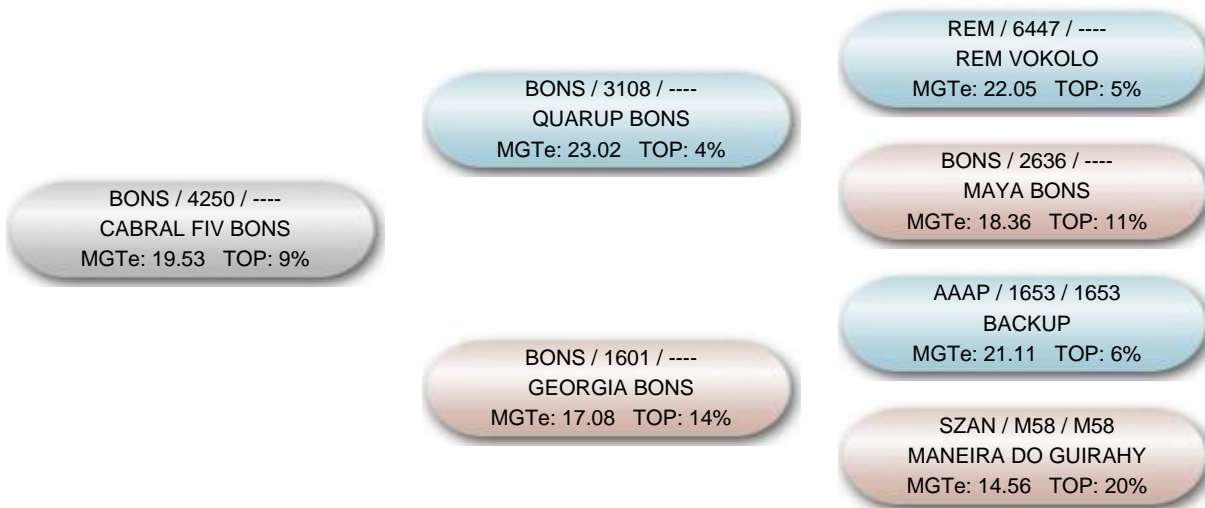 BONS / 4250 / ----
CABRAL FIV BONS
MGTe: 19.53 TOP: 9%
BONS / 3108 / ----
QUARUP BONS
MGTe: 23.02 TOP: 4%
BONS / 1601 / ----
GEORGIA BONS
MGTe: 17.08 TOP: 14%
REM / 6447 / ----
REM VOKOLO
MGTe: 22.05 TOP: 5%
BONS / 2636 / ----
MAYA BONS
MGTe: 18.36 TOP: 11%
AAAP / 1653 / 1653
BACKUP
MGTe: 21.11 TOP: 6%
SZAN / M58 / M58
MANEIRA DO GUIRAHY
MGTe: 14.56 TOP: 20%